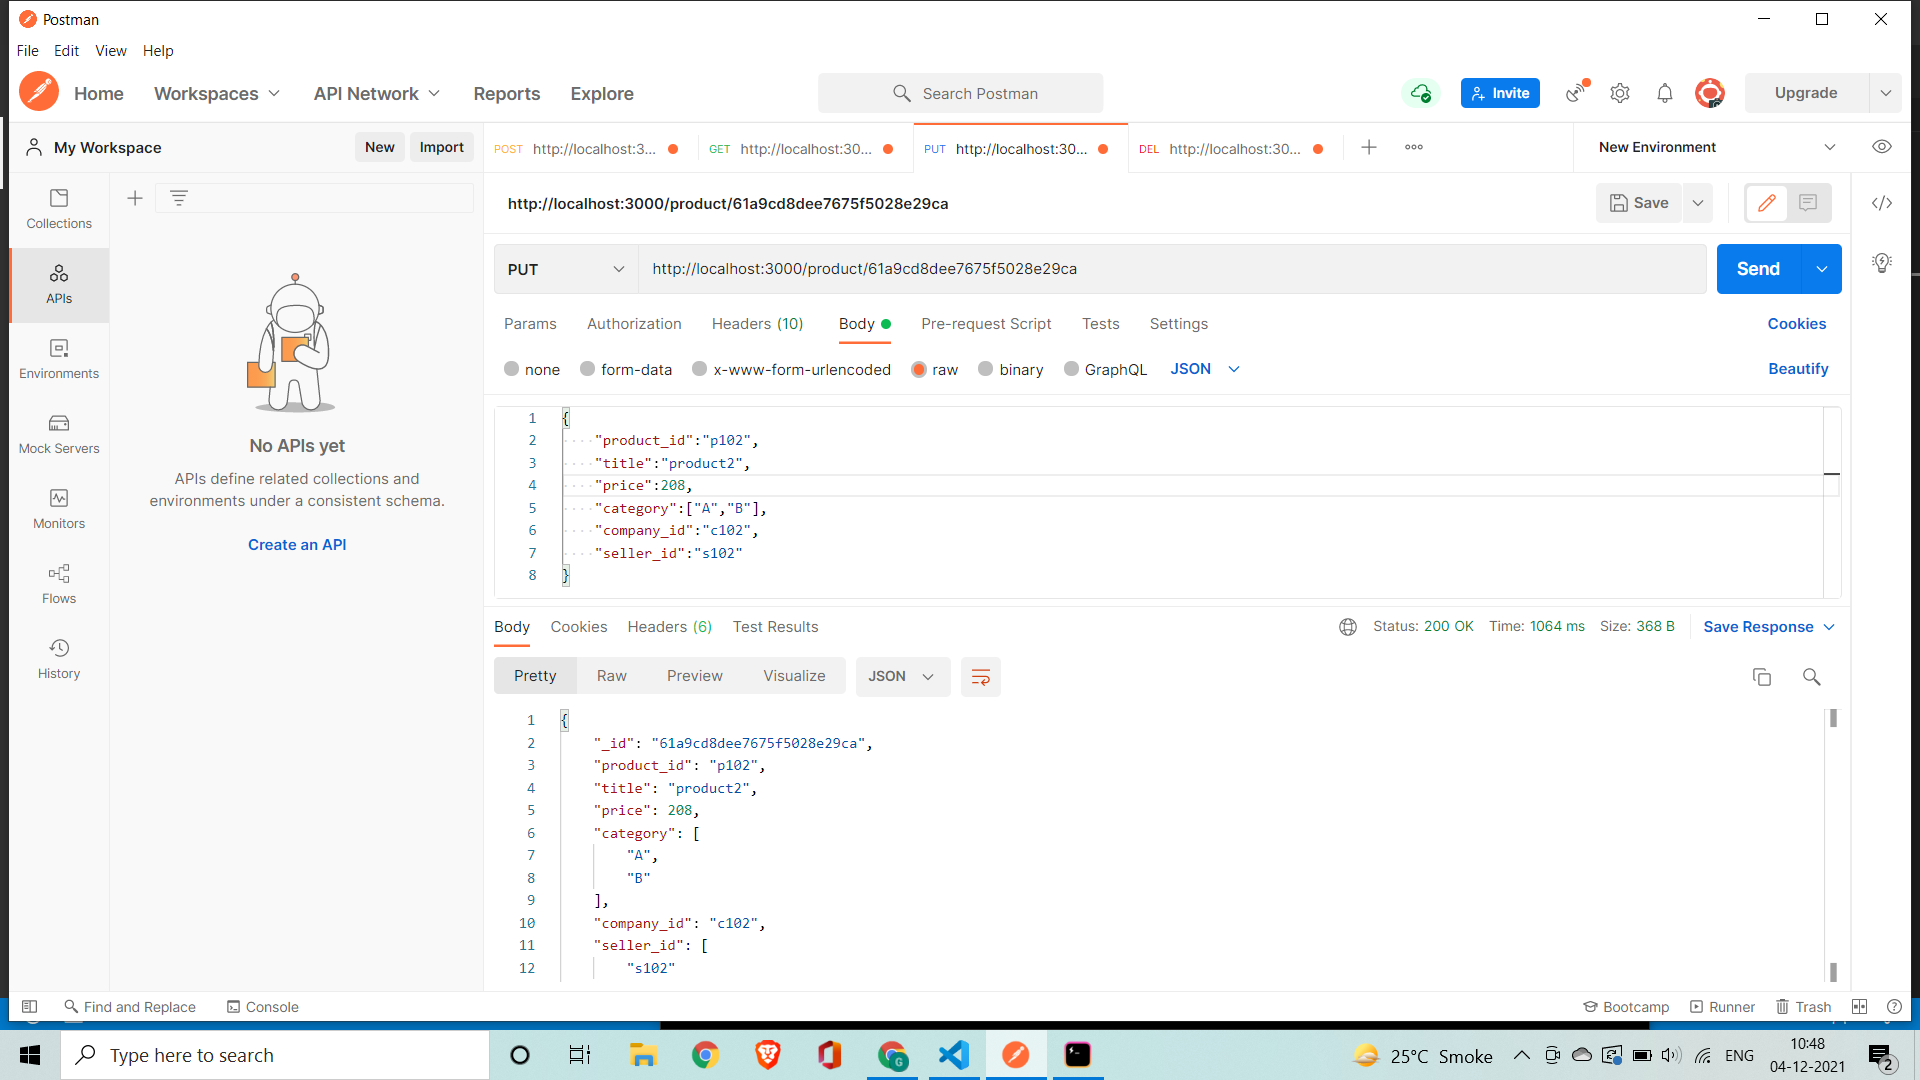 Postman
File Edit View Help
Home Workspaces API Network Reports Explore Search Postman Invite Upgrade
My Workspace New Import
POST http://localhost:3... GET http://localhost:30... PUT http://localhost:30... DEL http://localhost:30... New Environment
Collections
APIs
Environments
Mock Servers
Monitors
Flows
History
No APIs yet
APIs define related collections and
environments under a consistent schema.
Create an API
http://localhost:3000/product/61a9cd8dee7675f5028e29ca Save
PUT http://localhost:3000/product/61a9cd8dee7675f5028e29ca Send
Params Authorization Headers (10) Body Pre-request Script Tests Settings Cookies
none form-data x-www-form-urlencoded raw binary GraphQL JSON Beautify
1 {
2 "product_id":"p102",
3 "title":"product2",
4 "price":208,
5 "category":["A","B"],
6 "company_id":"c102",
7 "seller_id":"s102"
8 }
Body Cookies Headers (6) Test Results Status: 200 OK Time: 1064 ms Size: 368 B Save Response
Pretty Raw Preview Visualize JSON
1 {
2 "_id": "61a9cd8dee7675f5028e29ca",
3 "product_id": "p102",
4 "title": "product2",
5 "price": 208,
6 "category": [
7 "A",
8 "B"
9 ],
10 "company_id": "c102",
11 "seller_id": [
12 "s102"
Find and Replace Console Bootcamp Runner Trash
Type here to search 25°C Smoke ENG 10:48
04-12-2021 2